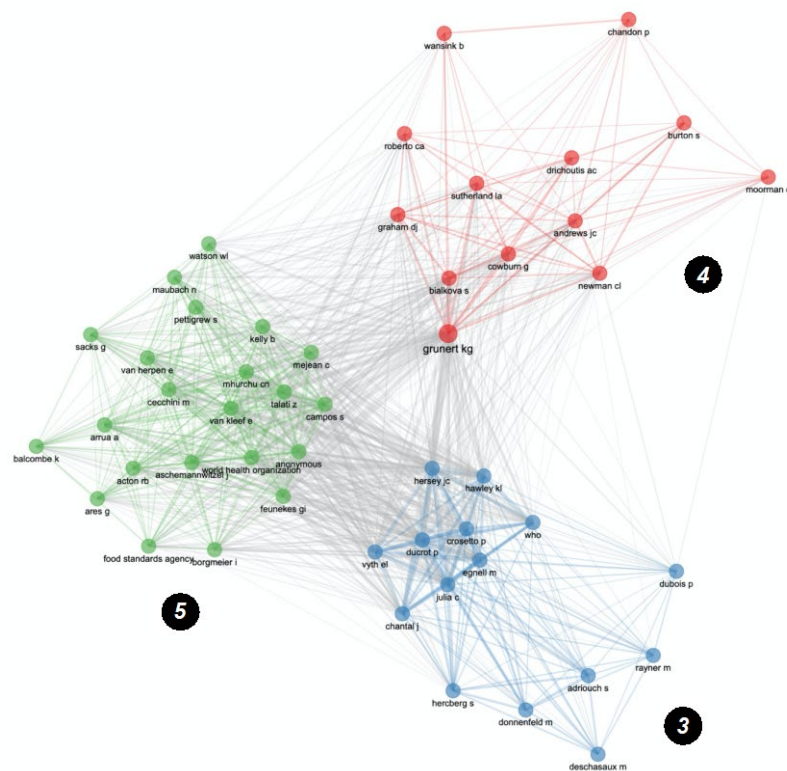 chandon p
wansink b
burton s
roberto ca
drichoutis ac
moorman c
sutherland la
graham dj
andrews jc
cowburn g
newman cl
bialkova s
4
grunert kg
watson wl
maubach n
pettigrew s
kelly b
sacks g
mejean c
van herpen e
mhurchu cn
cecchini m
talati z
van kleef e
campos s
arrua a
balcombe k
anonymous
world health organization
aschemannwitzel j
acton rb
ares g
feunekes gi
food standards agency
borgmeier i
5
hersey jc
hawley kl
who
crosetto p
ducrot p
vyth el
egnell m
julia c
chantal j
dubois p
rayner m
adriouch s
hercberg s
donnenfeld m
deschasaux m
3